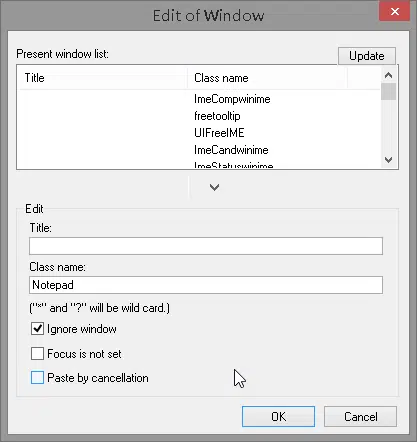 Edit of Window
Present window list:
Update
Title Class name
ImeCompwinime
freetooltip
UIFreeIME
ImeCandwinime
ImeStatuswinime
Edit
Title:
Class name:
Notepad
("*" and "?" will be wild card.)
Ignore window
Focus is not set
Paste by cancellation
OK Cancel